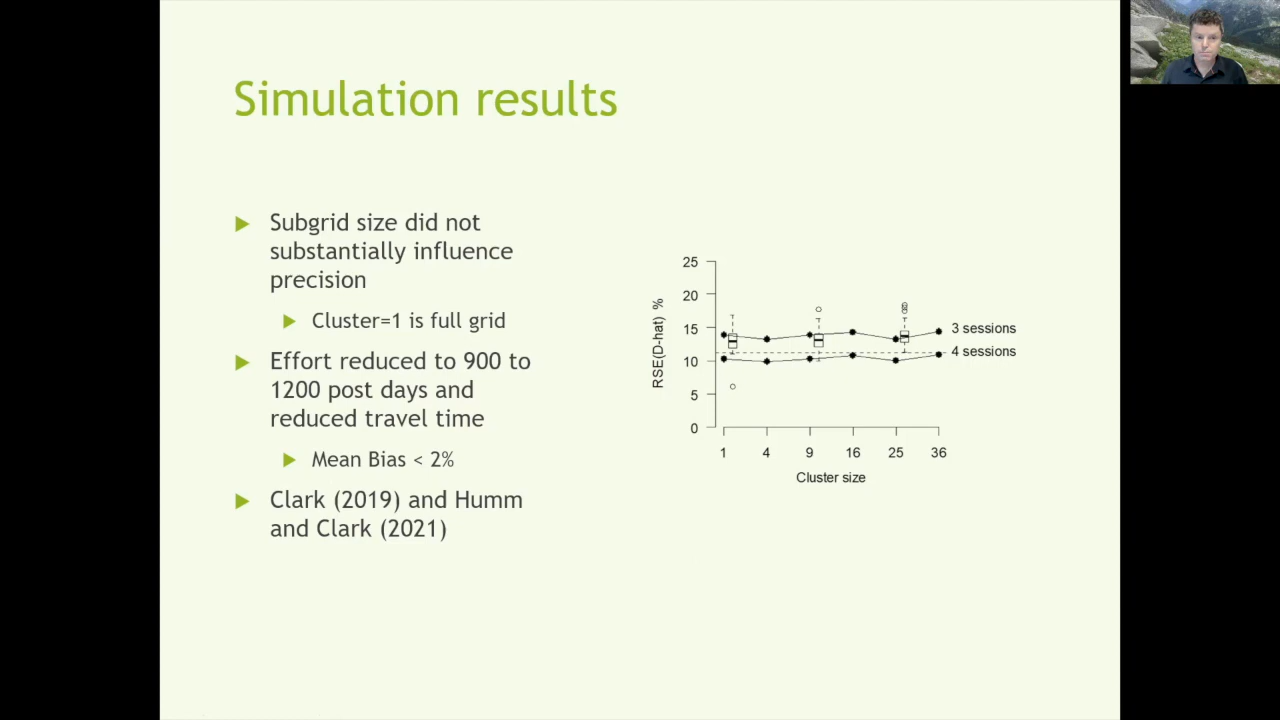 Simulation results
Subgrid size did not
substantially influence
precision
Cluster=1 is full grid
Effort reduced to 900 to
1200 post days and
reduced travel time
Mean Bias < 2%
Clark (2019) and Humm
and Clark (2021)
RSE(D-hat) %
25
20
15
10
5
0
3 sessions
4 sessions
1 4 9 16 25 36
Cluster size